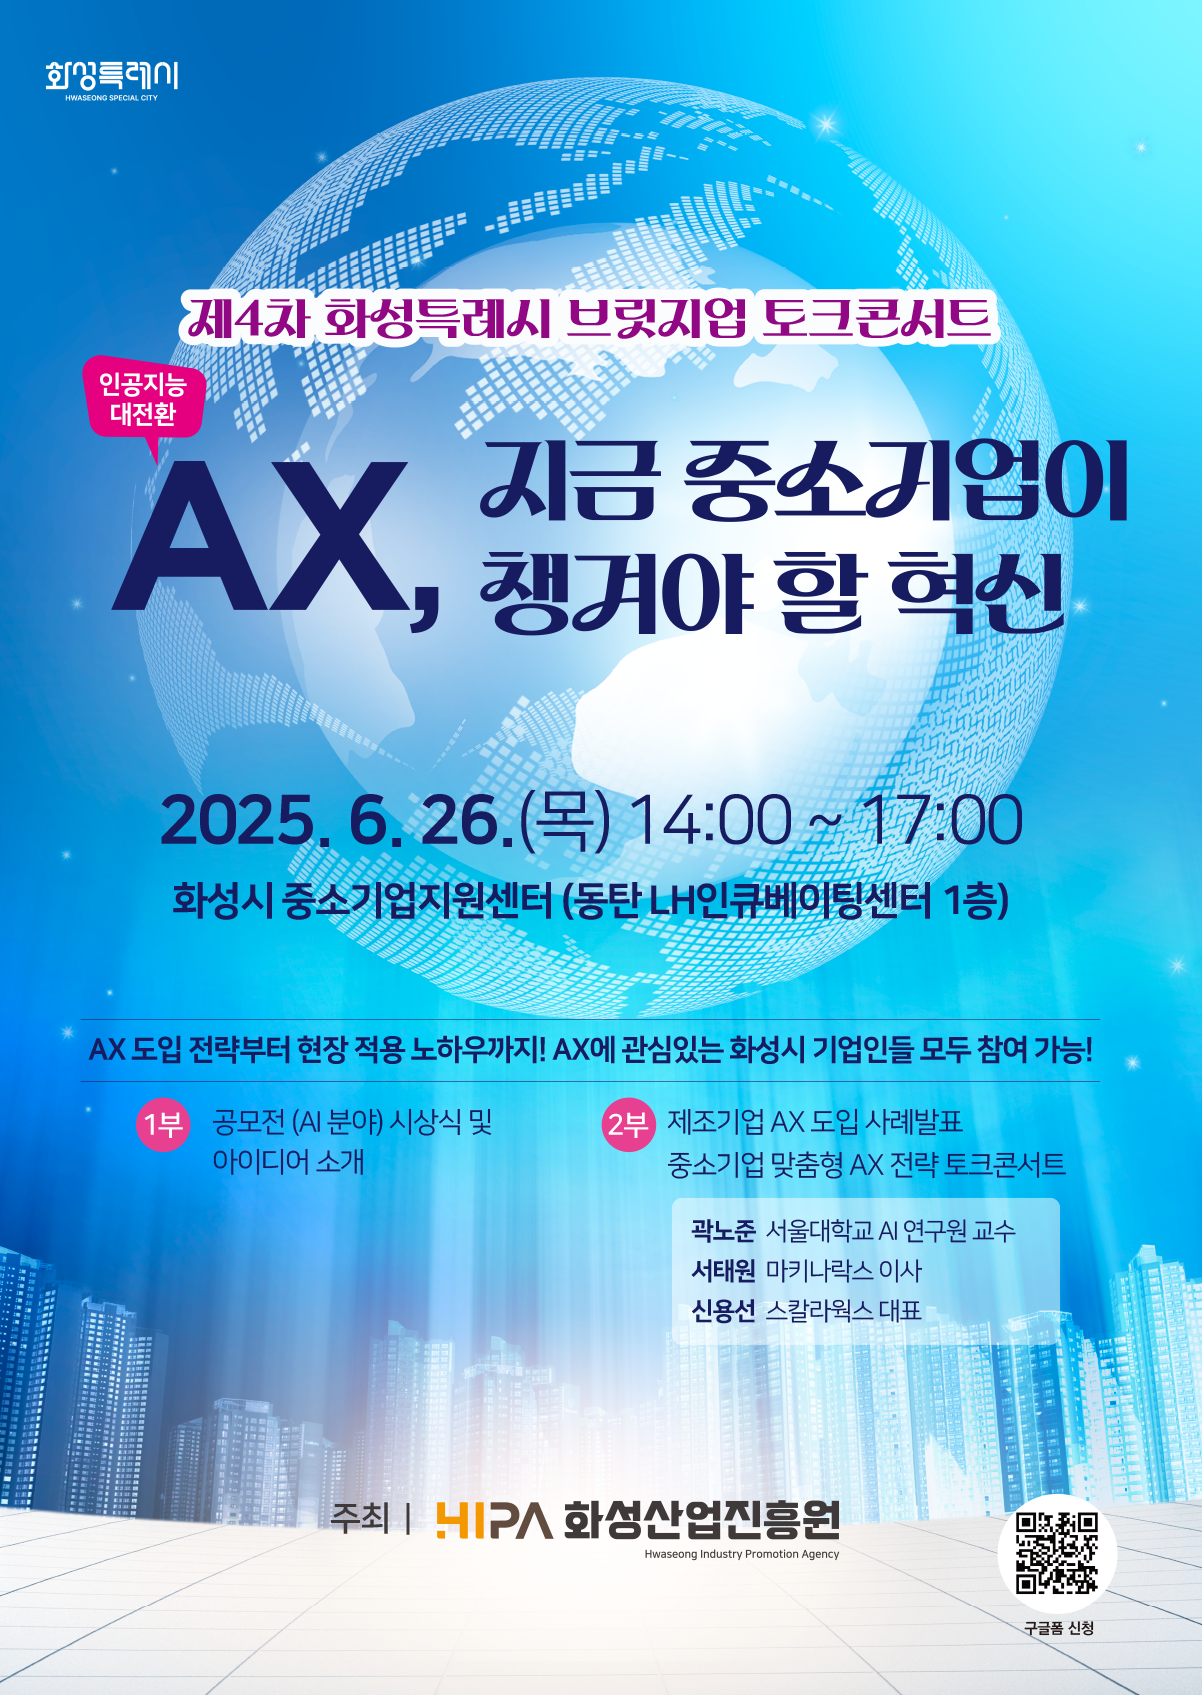 화성특례시
HWASEONG SPECIAL CITY
제4차 화성특례시 브릿지업 토크콘서트
인공지능
대전환
AX,
지금 중소기업이
챙겨야 할 혁신
2025. 6. 26.(목) 14:00 ~ 17:00
화성시 중소기업지원센터 (동탄 LH인큐베이팅센터 1층)
AX 도입 전략부터 현장 적용 노하우까지! AX에 관심있는 화성시 기업인들 모두 참여 가능!
1부
공모전 (AI 분야) 시상식 및
아이디어 소개
2부
제조기업 AX 도입 사례발표
중소기업 맞춤형 AX 전략 토크콘서트
곽노준 서울대학교 AI 연구원 교수
서태원 마키나락스 이사
신용선 스칼라웍스 대표
주최 | HIPA 화성산업진흥원
Hwaseong Industry Promotion Agency
구글폼 신청